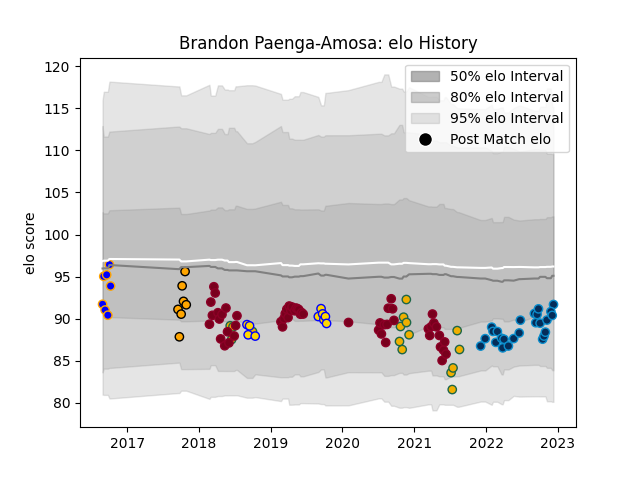 Brandon Paenga-Amosa: elo History
120
115
110
105
100
95
90
85
80
elo score
50% elo Interval
80% elo Interval
95% elo Interval
Post Match elo
2017 2018 2019 2020 2021 2022 2023